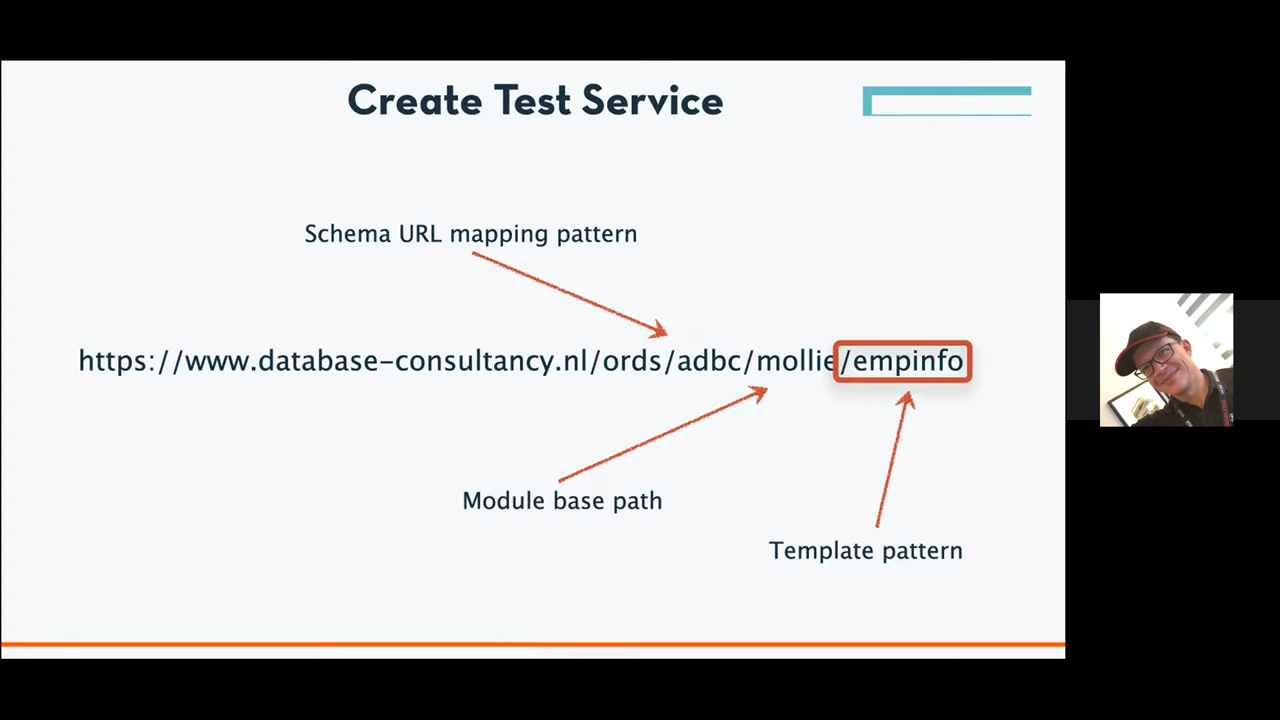 Create Test Service
Schema URL mapping pattern
https://www.database-consultancy.nl/ords/adbc/mollie/empinfo
Module base path
Template pattern